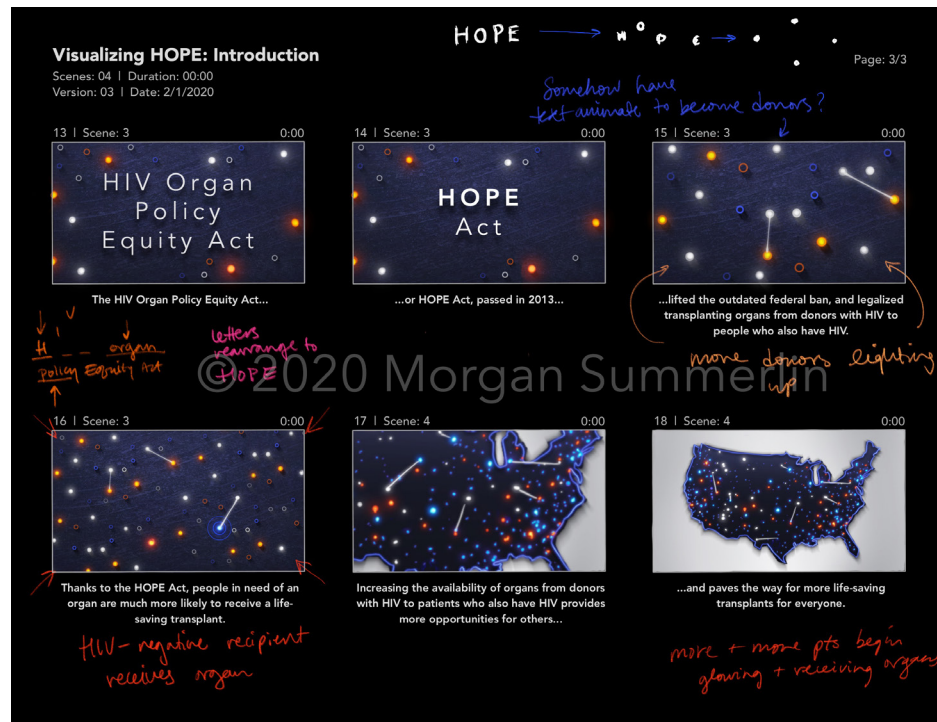 HOPE → H O P E →
Visualizing HOPE: Introduction
Scenes: 04 | Duration: 00:00
Version: 03 | Date: 2/1/2020
Page: 3/3
Somehow have
text animate to become donors?
13 | Scene: 3 0:00
14 | Scene: 3 0:00
15 | Scene: 3 0:00
HIV Organ
Policy
Equity Act
HOPE
Act
The HIV Organ Policy Equity Act...
...or HOPE Act, passed in 2013...
...lifted the outdated federal ban, and legalized
transplanting organs from donors with HIV to
people who also have HIV.
H I V organ
policy Equity Act
letters
rearrange to
HOPE
more donors lighting
up
© 2020 Morgan Summerlin
16 | Scene: 3 0:00
17 | Scene: 4 0:00
18 | Scene: 4 0:00
Thanks to the HOPE Act, people in need of an
organ are much more likely to receive a life-
saving transplant.
Increasing the availability of organs from donors
with HIV to patients who also have HIV provides
more opportunities for others...
...and paves the way for more life-saving
transplants for everyone.
HIV-negative recipient
receives organ
more + more pts begin
glowing + receiving organs